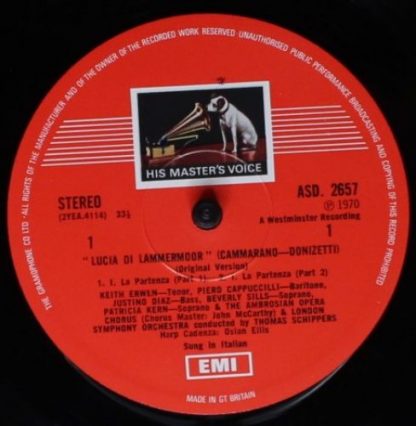 THE GRAMOPHONE CO LTD · ALL RIGHTS OF THE MANUFACTURER AND OF THE OWNER OF THE RECORDED WORK RESERVED UNAUTHORISED PUBLIC PERFORMANCE BROADCASTING AND COPYING OF THIS RECORD PROHIBITED
HIS MASTER'S VOICE
STEREO
(2YEA.4114) 33⅓
ASD. 2657
℗ 1970
A Westminster Recording
1
1
"LUCIA DI LAMMERMOOR" (CAMMARANO—DONIZETTI)
(Original Version)
1. I. La Partenza (Part 1) 2. I. La Partenza (Part 2)
KEITH ERWEN—Tenor, PIERO CAPPUCCILLI—Baritone,
JUSTINO DIAZ—Bass, BEVERLY SILLS—Soprano,
PATRICIA KERN—Soprano & THE AMBROSIAN OPERA
CHORUS (Chorus Master: John McCarthy) & LONDON
SYMPHONY ORCHESTRA conducted by THOMAS SCHIPPERS
Harp Cadenza: Osian Ellis
Sung in Italian
EMI
MADE IN GT BRITAIN